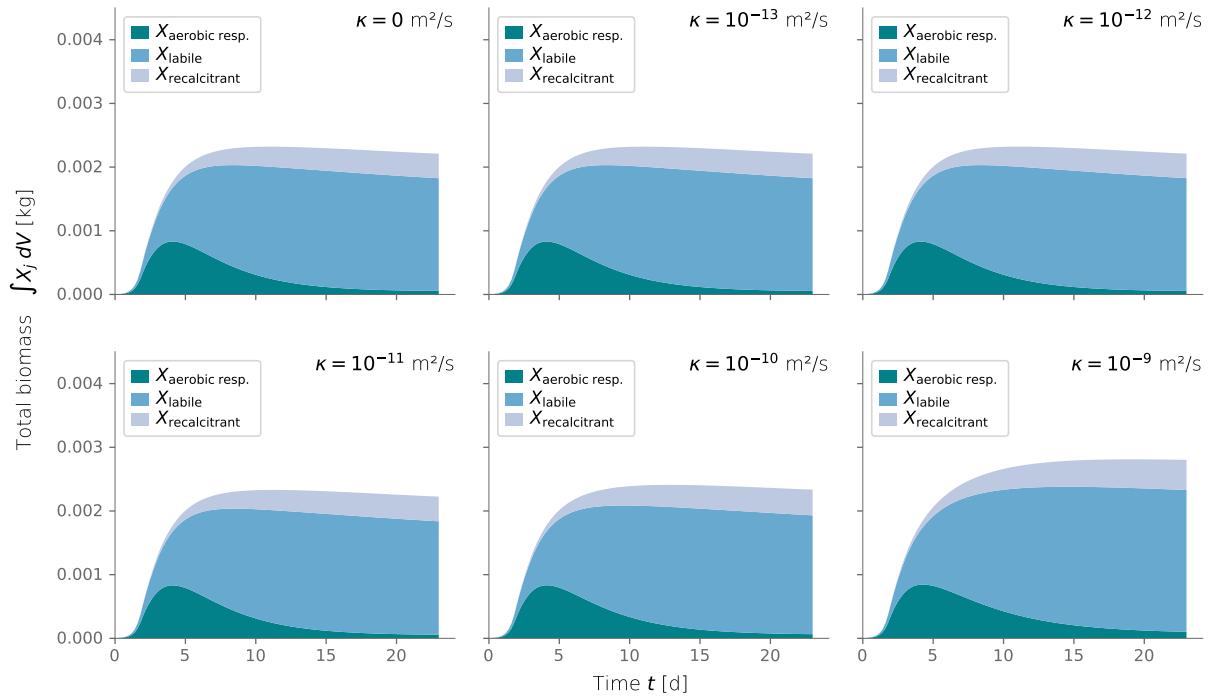 κ = 0 m²/s
X_aerobic resp.
X_labile
X_recalcitrant
0.004
0.003
0.002
0.001
0.000
κ = 10⁻¹³ m²/s
X_aerobic resp.
X_labile
X_recalcitrant
κ = 10⁻¹² m²/s
X_aerobic resp.
X_labile
X_recalcitrant
Total biomass ∫X_j dV [kg]
κ = 10⁻¹¹ m²/s
X_aerobic resp.
X_labile
X_recalcitrant
0.004
0.003
0.002
0.001
0.000
0 5 10 15 20
κ = 10⁻¹⁰ m²/s
X_aerobic resp.
X_labile
X_recalcitrant
0 5 10 15 20
κ = 10⁻⁹ m²/s
X_aerobic resp.
X_labile
X_recalcitrant
0 5 10 15 20
Time t [d]